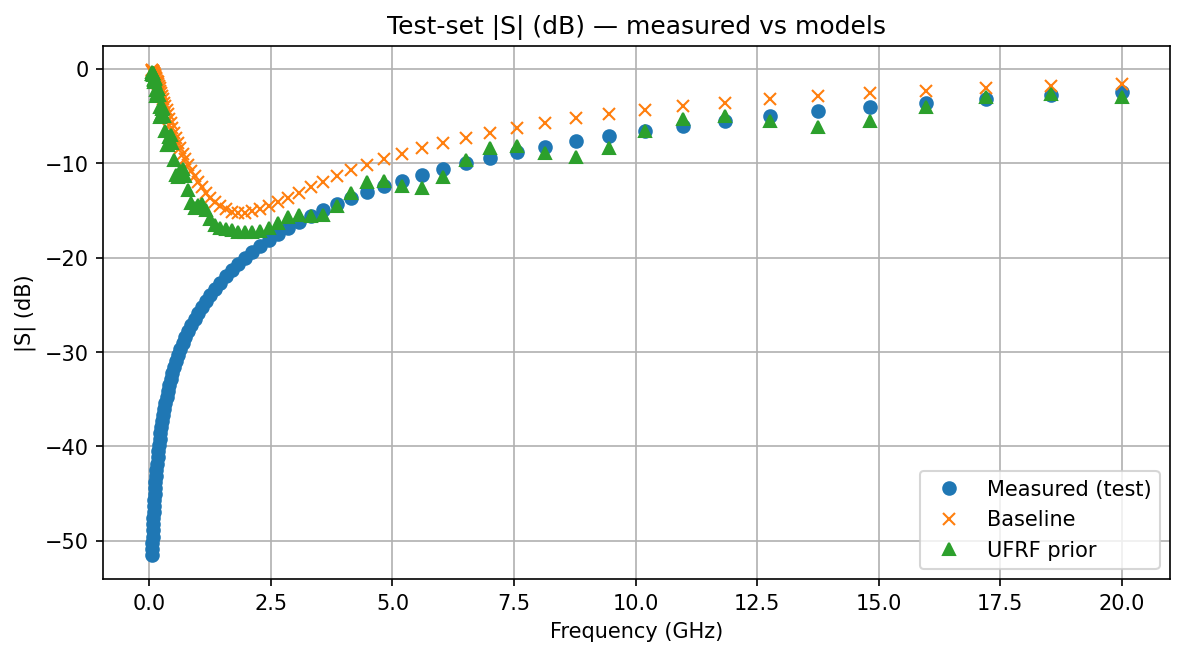 Test-set |S| (dB) — measured vs models
|S| (dB)
0
−10
−20
−30
−40
−50
Measured (test)
Baseline
UFRF prior
0.0 2.5 5.0 7.5 10.0 12.5 15.0 17.5 20.0
Frequency (GHz)